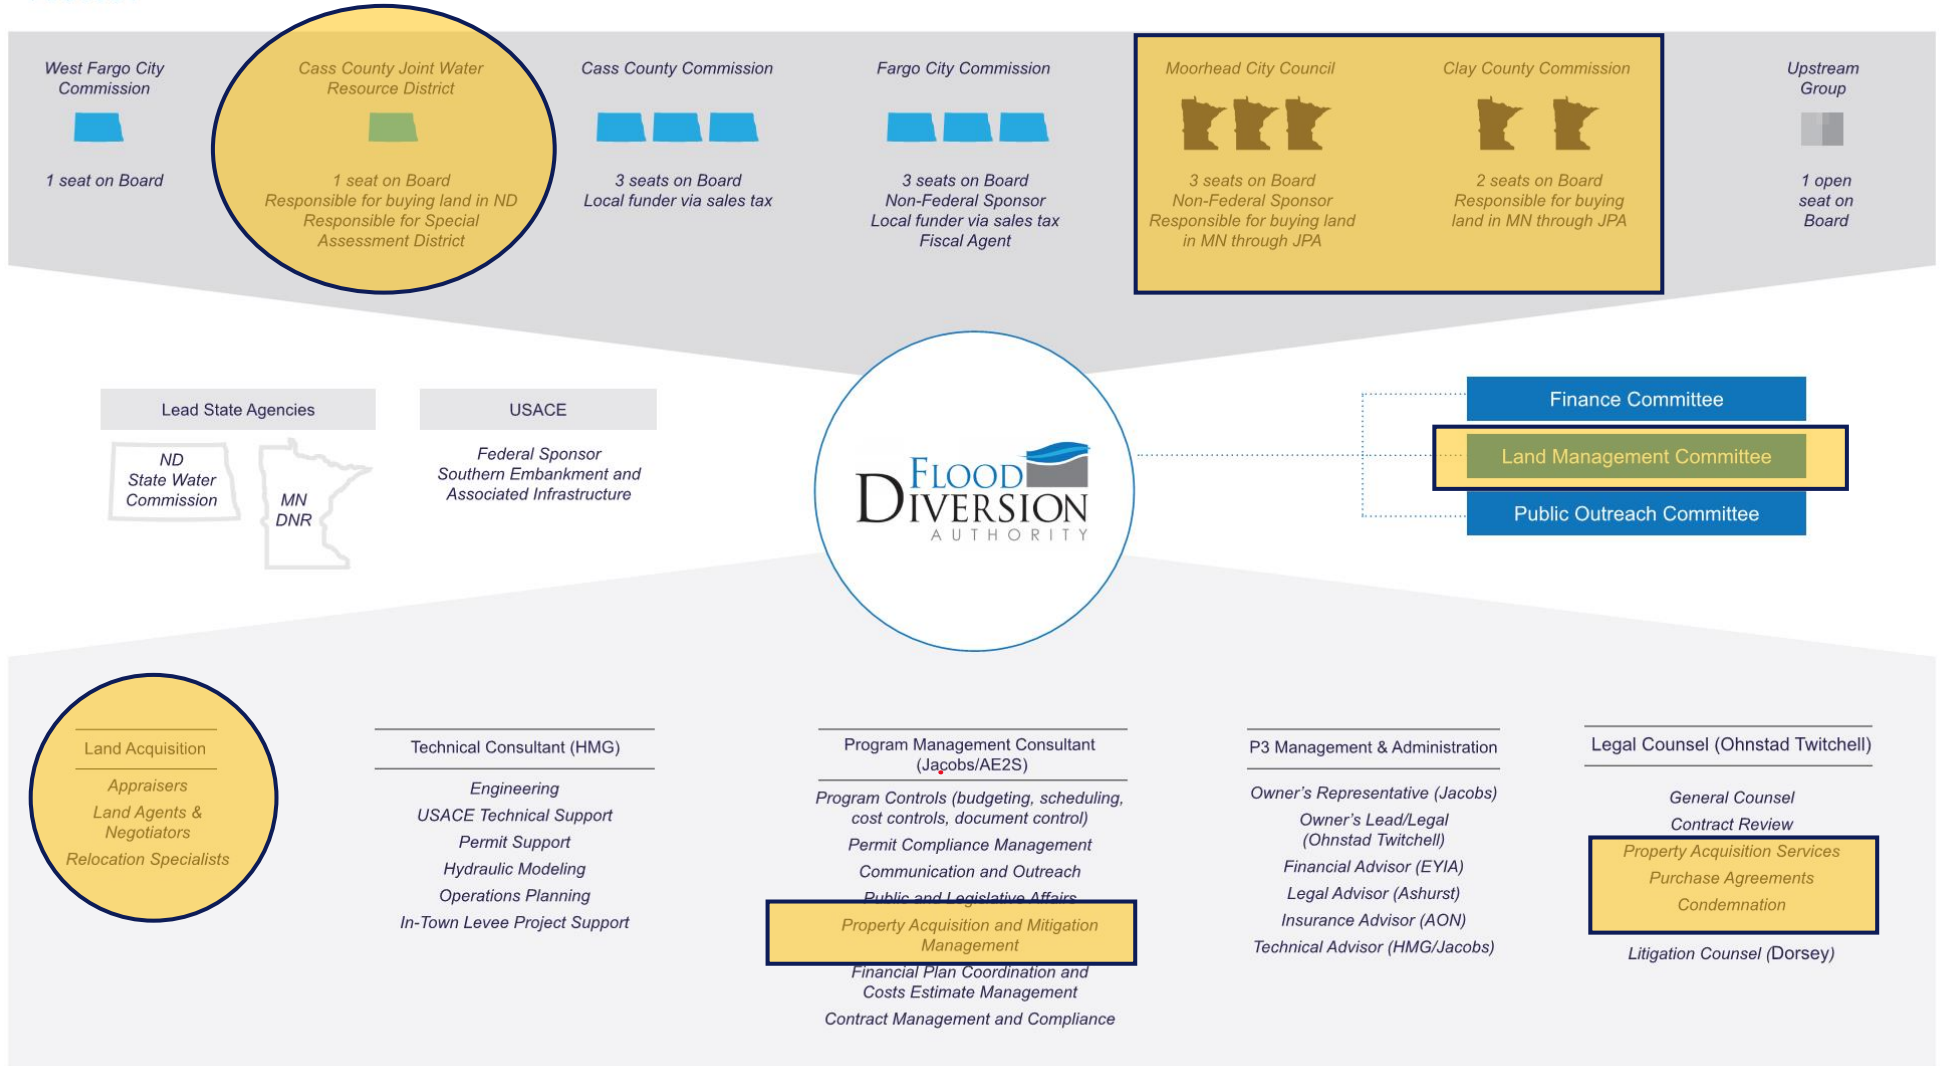 West Fargo City
Commission
1 seat on Board
Cass County Joint Water
Resource District
1 seat on Board
Responsible for buying land in ND
Responsible for Special
Assessment District
Cass County Commission
3 seats on Board
Local funder via sales tax
Fargo City Commission
3 seats on Board
Non-Federal Sponsor
Local funder via sales tax
Fiscal Agent
Moorhead City Council
3 seats on Board
Non-Federal Sponsor
Responsible for buying land
in MN through JPA
Clay County Commission
2 seats on Board
Responsible for buying
land in MN through JPA
Upstream
Group
1 open
seat on
Board
Lead State Agencies
ND
State Water
Commission
MN
DNR
USACE
Federal Sponsor
Southern Embankment and
Associated Infrastructure
FLOOD
DIVERSION
AUTHORITY
Finance Committee
Land Management Committee
Public Outreach Committee
Land Acquisition
Appraisers
Land Agents &
Negotiators
Relocation Specialists
Technical Consultant (HMG)
Engineering
USACE Technical Support
Permit Support
Hydraulic Modeling
Operations Planning
In-Town Levee Project Support
Program Management Consultant
(Jacobs/AE2S)
Program Controls (budgeting, scheduling,
cost controls, document control)
Permit Compliance Management
Communication and Outreach
Public and Legislative Affairs
Property Acquisition and Mitigation
Management
Financial Plan Coordination and
Costs Estimate Management
Contract Management and Compliance
P3 Management & Administration
Owner's Representative (Jacobs)
Owner's Lead/Legal
(Ohnstad Twitchell)
Financial Advisor (EYIA)
Legal Advisor (Ashurst)
Insurance Advisor (AON)
Technical Advisor (HMG/Jacobs)
Legal Counsel (Ohnstad Twitchell)
General Counsel
Contract Review
Property Acquisition Services
Purchase Agreements
Condemnation
Litigation Counsel (Dorsey)